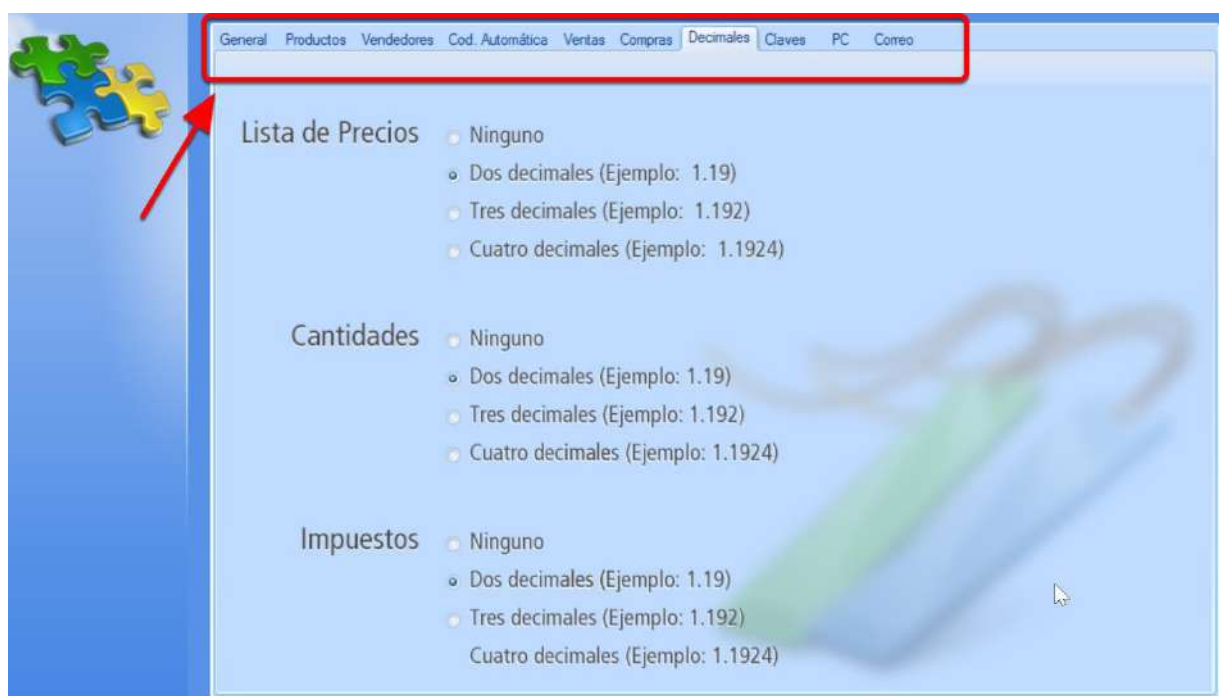 General Productos Vendedores Cod. Automática Ventas Compras Decimales Claves PC Correo
Lista de Precios Ninguno
Dos decimales (Ejemplo: 1.19)
Tres decimales (Ejemplo: 1.192)
Cuatro decimales (Ejemplo: 1.1924)
Cantidades Ninguno
Dos decimales (Ejemplo: 1.19)
Tres decimales (Ejemplo: 1.192)
Cuatro decimales (Ejemplo: 1.1924)
Impuestos Ninguno
Dos decimales (Ejemplo: 1.19)
Tres decimales (Ejemplo: 1.192)
Cuatro decimales (Ejemplo: 1.1924)